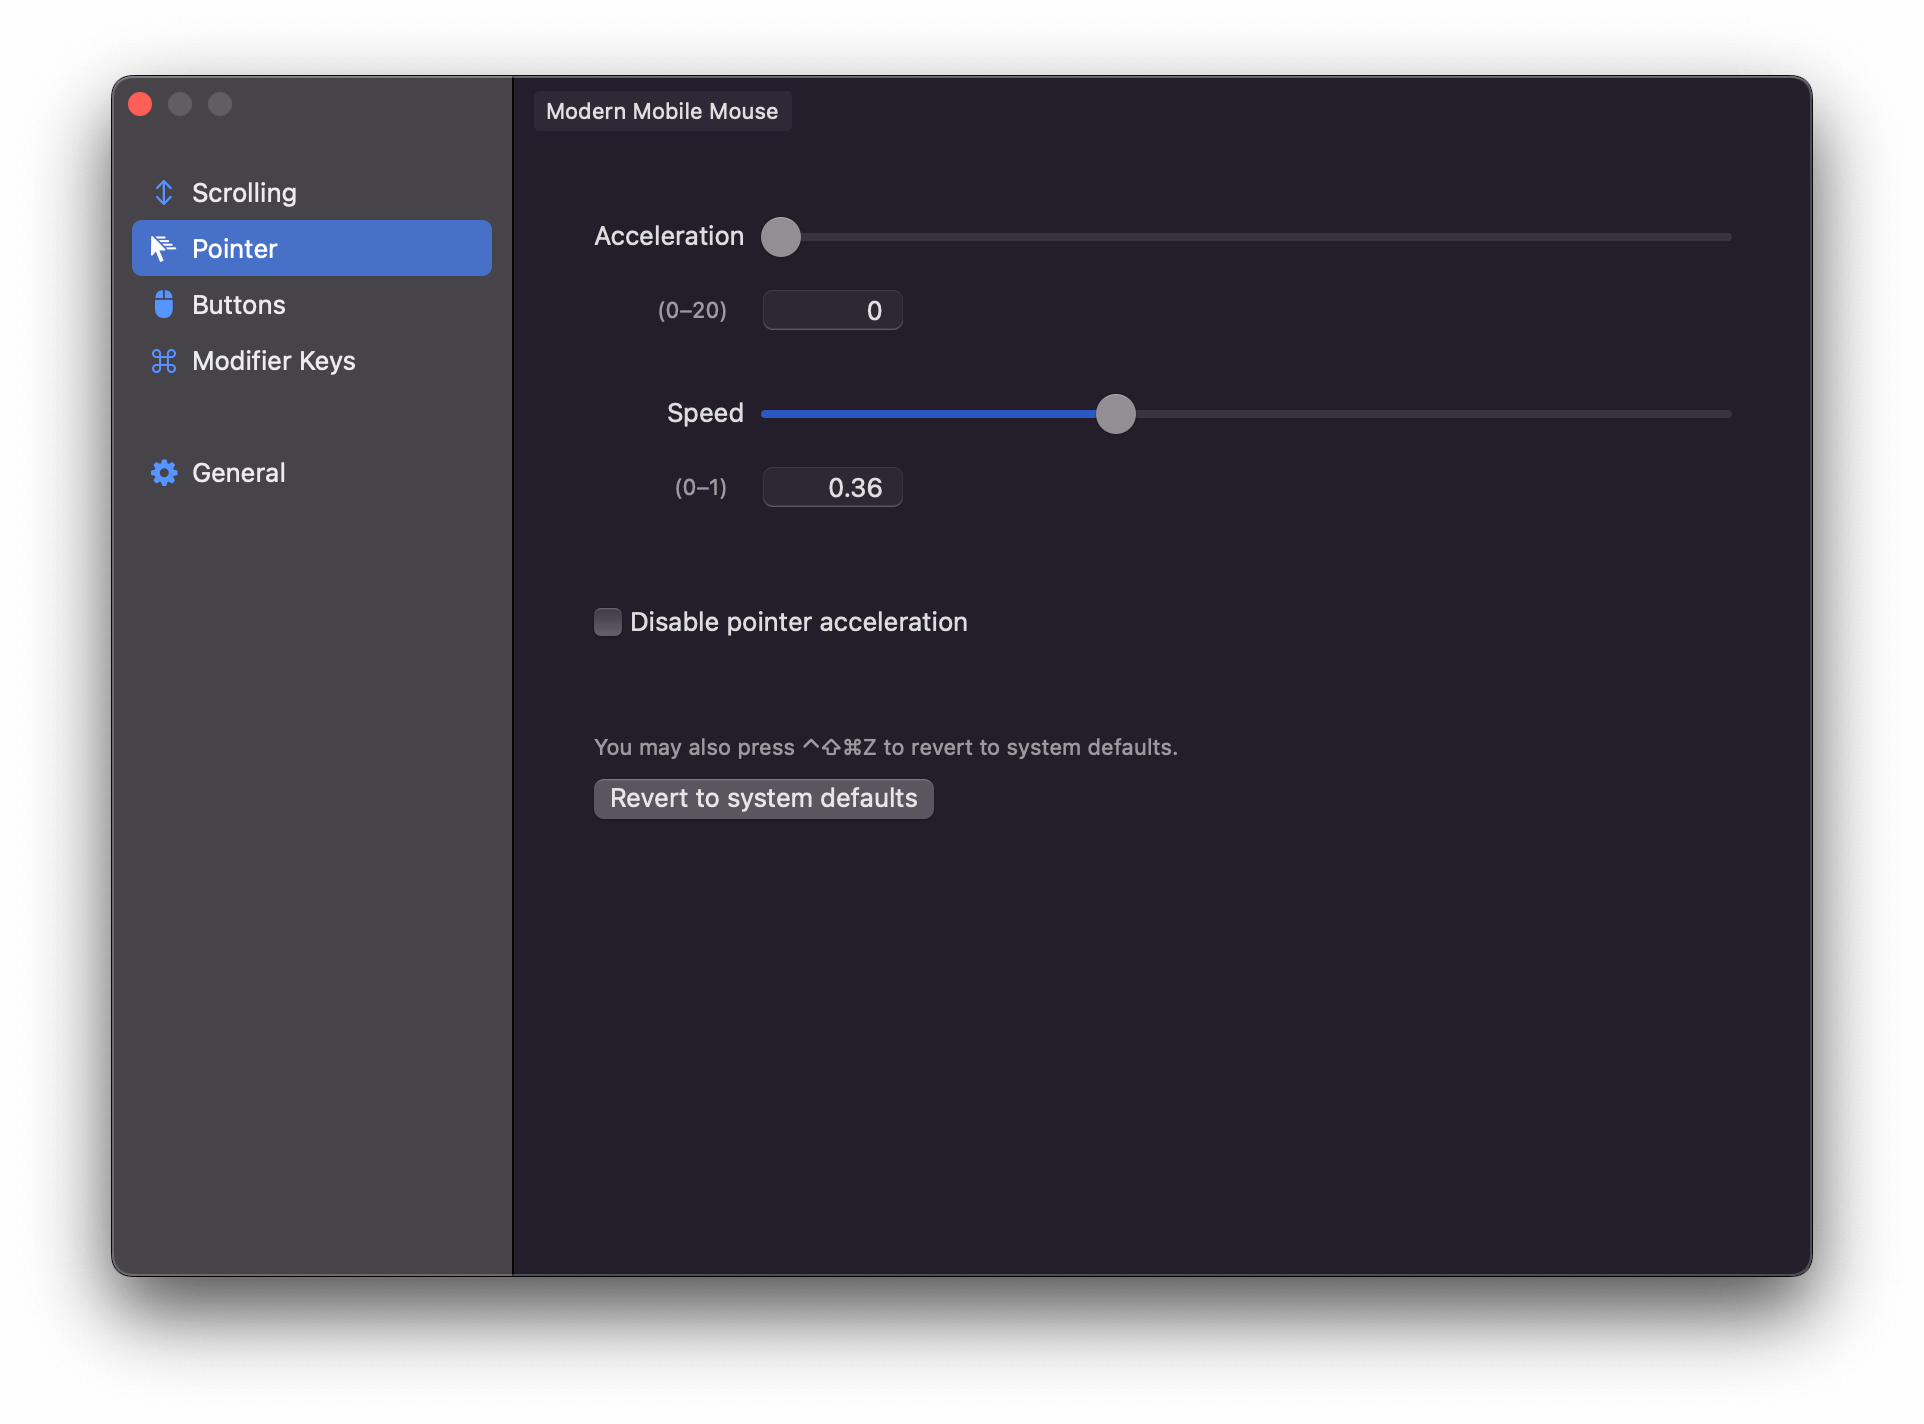 Modern Mobile Mouse
Scrolling
Pointer
Buttons
Modifier Keys
General
Acceleration
(0–20)
0
Speed
(0–1)
0.36
Disable pointer acceleration
You may also press ⌃⇧⌘Z to revert to system defaults.
Revert to system defaults